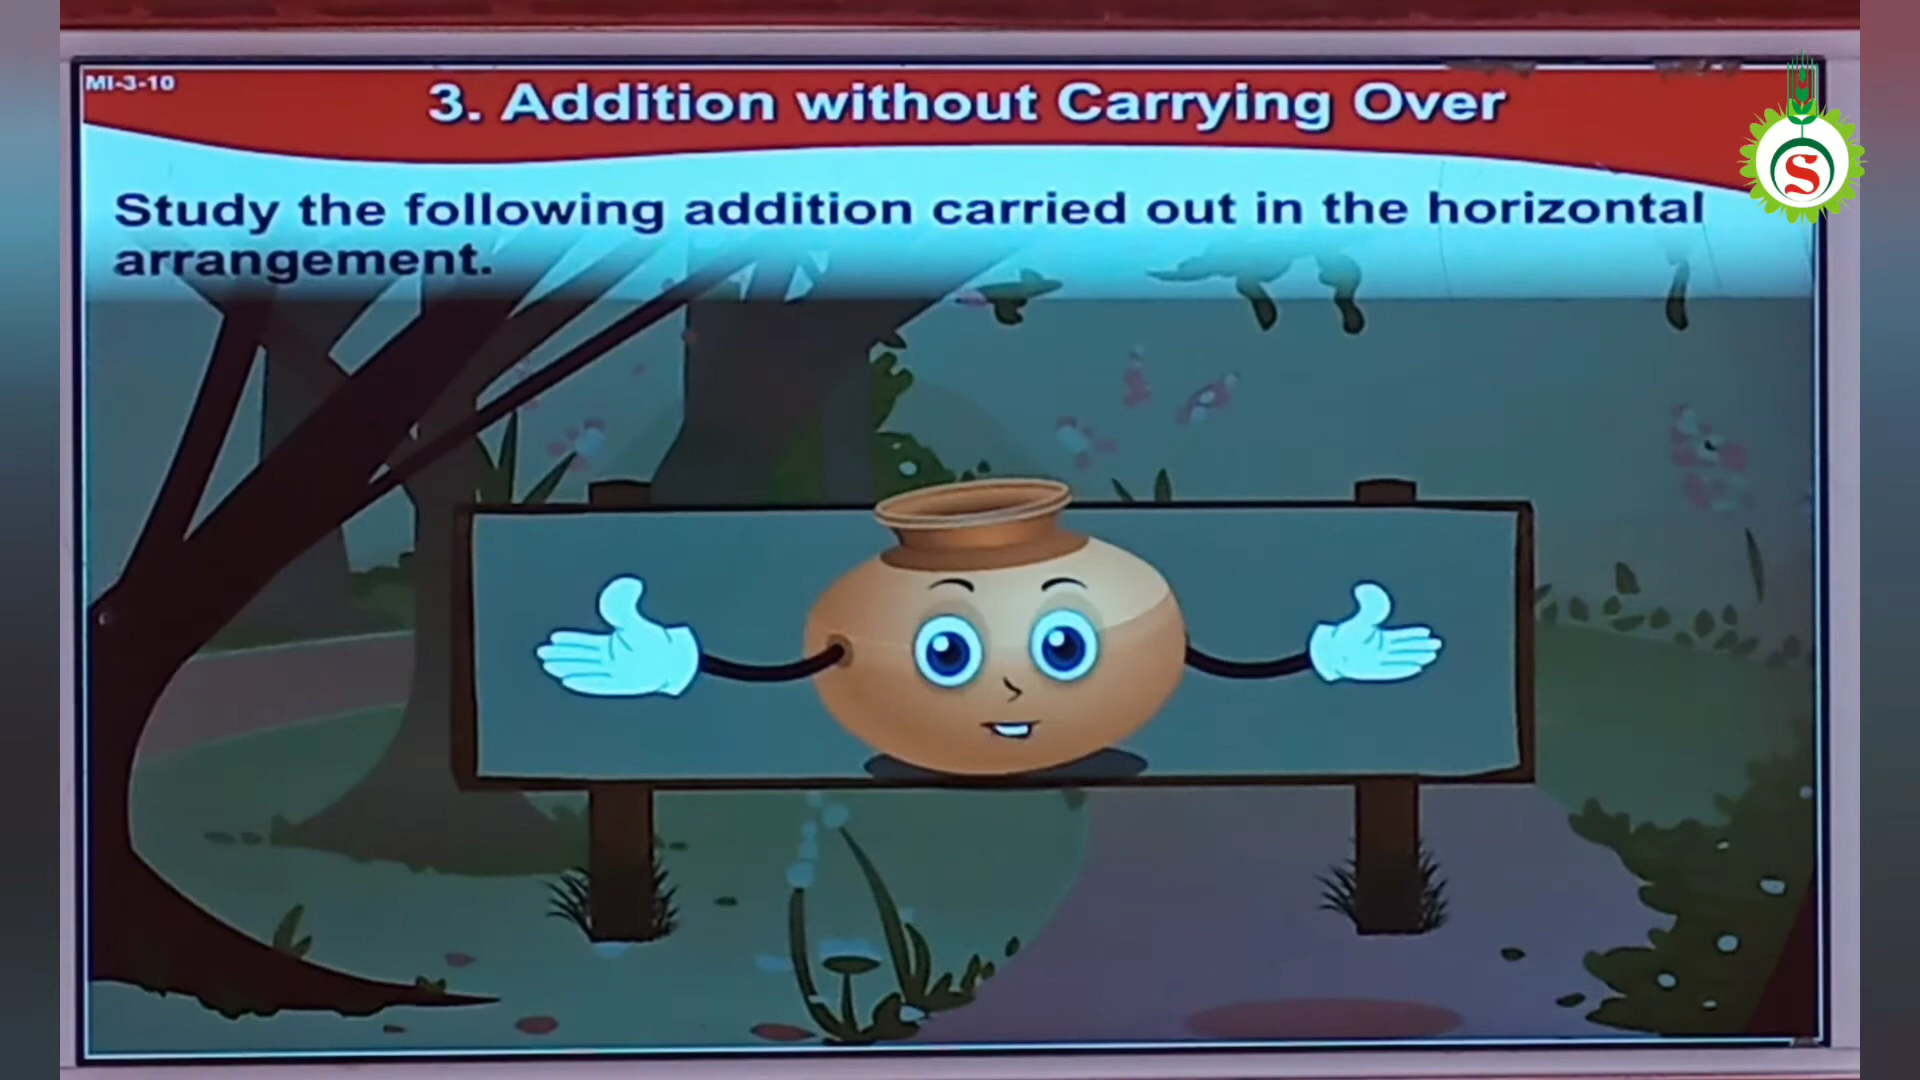 MI-3-10
3. Addition without Carrying Over
Study the following addition carried out in the horizontal
arrangement.
S